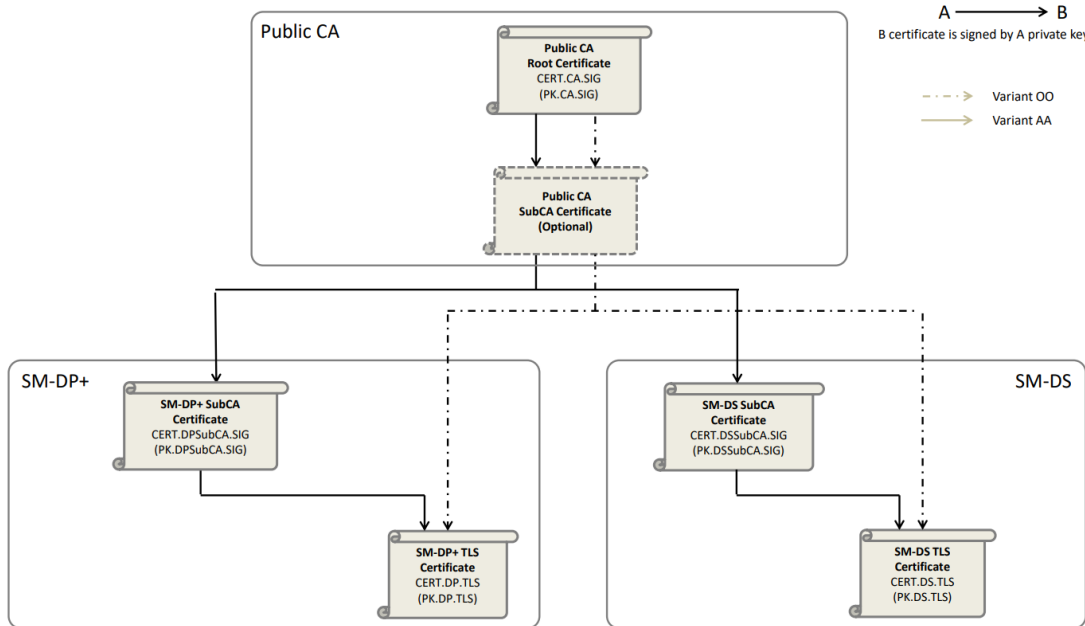 Public CA
A B
B certificate is signed by A private key
Variant OO
Variant AA
Public CA
Root Certificate
CERT.CA.SIG
(PK.CA.SIG)
Public CA
SubCA Certificate
(Optional)
SM-DP+
SM-DP+ SubCA
Certificate
CERT.DPSubCA.SIG
(PK.DPSubCA.SIG)
SM-DP+ TLS
Certificate
CERT.DP.TLS
(PK.DP.TLS)
SM-DS
SM-DS SubCA
Certificate
CERT.DSSubCA.SIG
(PK.DSSubCA.SIG)
SM-DS TLS
Certificate
CERT.DS.TLS
(PK.DS.TLS)